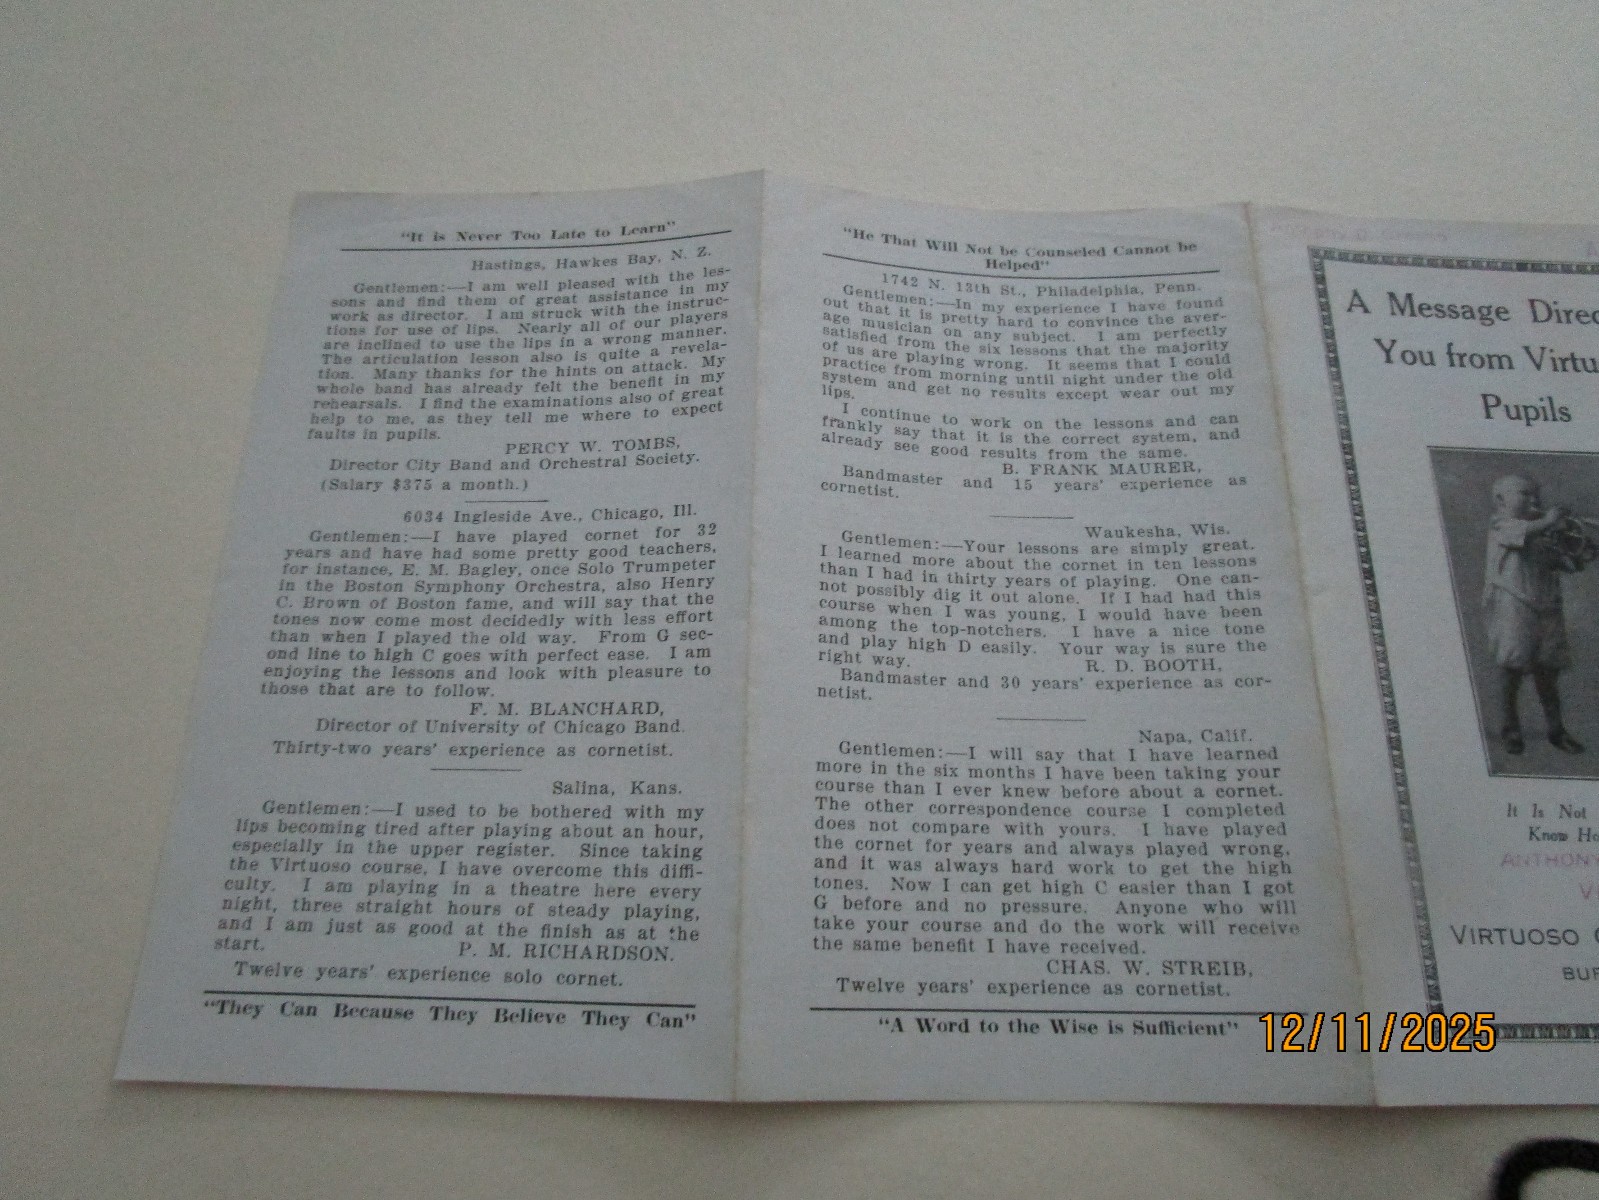 "It is Never Too Late to Learn"
Hastings, Hawkes Bay, N. Z.
Gentlemen:—I am well pleased with the les-
sons and find them of great assistance in my
work as director. I am struck with the instruc-
tions for use of lips. Nearly all of our players
are inclined to use the lips in a wrong manner.
The articulation lesson also is quite a revela-
tion. Many thanks for the hints on attack. My
whole band has already felt the benefit in my
rehearsals. I find the examinations also of great
help to me, as they tell me where to expect
faults in pupils.
PERCY W. TOMBS,
Director City Band and Orchestral Society.
(Salary $375 a month.)
6034 Ingleside Ave., Chicago, Ill.
Gentlemen:—I have played cornet for 32
years and have had some pretty good teachers,
for instance, E. M. Bagley, once Solo Trumpeter
in the Boston Symphony Orchestra, also Henry
C. Brown of Boston fame, and will say that the
tones now come most decidedly with less effort
than when I played the old way. From G sec-
ond line to high C goes with perfect ease. I am
enjoying the lessons and look with pleasure to
those that are to follow.
F. M. BLANCHARD,
Director of University of Chicago Band.
Thirty-two years' experience as cornetist.
Salina, Kans.
Gentlemen:—I used to be bothered with my
lips becoming tired after playing about an hour,
especially in the upper register. Since taking
the Virtuoso course, I have overcome this diffi-
culty. I am playing in a theatre here every
night, three straight hours of steady playing,
and I am just as good at the finish as at the
start. P. M. RICHARDSON.
Twelve years' experience solo cornet.
"They Can Because They Believe They Can"
"He That Will Not be Counseled Cannot be
Helped"
1742 N. 13th St., Philadelphia, Penn.
Gentlemen:—In my experience I have found
out that it is pretty hard to convince the aver-
age musician on any subject. I am perfectly
satisfied from the six lessons that the majority
of us are playing wrong. It seems that I could
practice from morning until night under the old
system and get no results except wear out my
lips.
I continue to work on the lessons and can
frankly say that it is the correct system, and
already see good results from the same.
B. FRANK MAURER,
Bandmaster and 15 years' experience as
cornetist.
Waukesha, Wis.
Gentlemen:—Your lessons are simply great.
I learned more about the cornet in ten lessons
than I had in thirty years of playing. One can-
not possibly dig it out alone. If I had had this
course when I was young, I would have been
among the top-notchers. I have a nice tone
and play high D easily. Your way is sure the
right way. R. D. BOOTH,
Bandmaster and 30 years' experience as cor-
netist.
Napa, Calif.
Gentlemen:—I will say that I have learned
more in the six months I have been taking your
course than I ever knew before about a cornet.
The other correspondence course I completed
does not compare with yours. I have played
the cornet for years and always played wrong,
and it was always hard work to get the high
tones. Now I can get high C easier than I got
G before and no pressure. Anyone who will
take your course and do the work will receive
the same benefit I have received.
CHAS. W. STREIB,
Twelve years' experience as cornetist.
"A Word to the Wise is Sufficient"
A Message Direc
You from Virtu
Pupils
It Is Not
Know Ho
ANTHONY
V
VIRTUOSO
BUF
12/11/2025